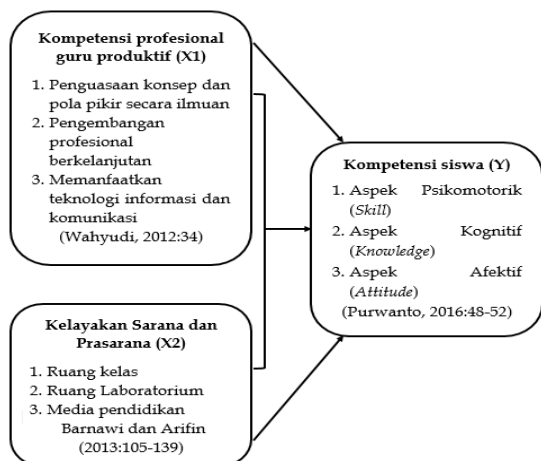 Kompetensi profesional
guru produktif (X1)
1. Penguasaan konsep dan
pola pikir secara ilmuan
2. Pengembangan
profesional
berkelanjutan
3. Memanfaatkan
teknologi informasi dan
komunikasi
(Wahyudi, 2012:34)
Kelayakan Sarana dan
Prasarana (X2)
1. Ruang kelas
2. Ruang Laboratorium
3. Media pendidikan
Barnawi dan Arifin
(2013:105-139)
Kompetensi siswa (Y)
1. Aspek Psikomotorik
(Skill)
2. Aspek Kognitif
(Knowledge)
3. Aspek Afektif
(Attitude)
(Purwanto, 2016:48-52)